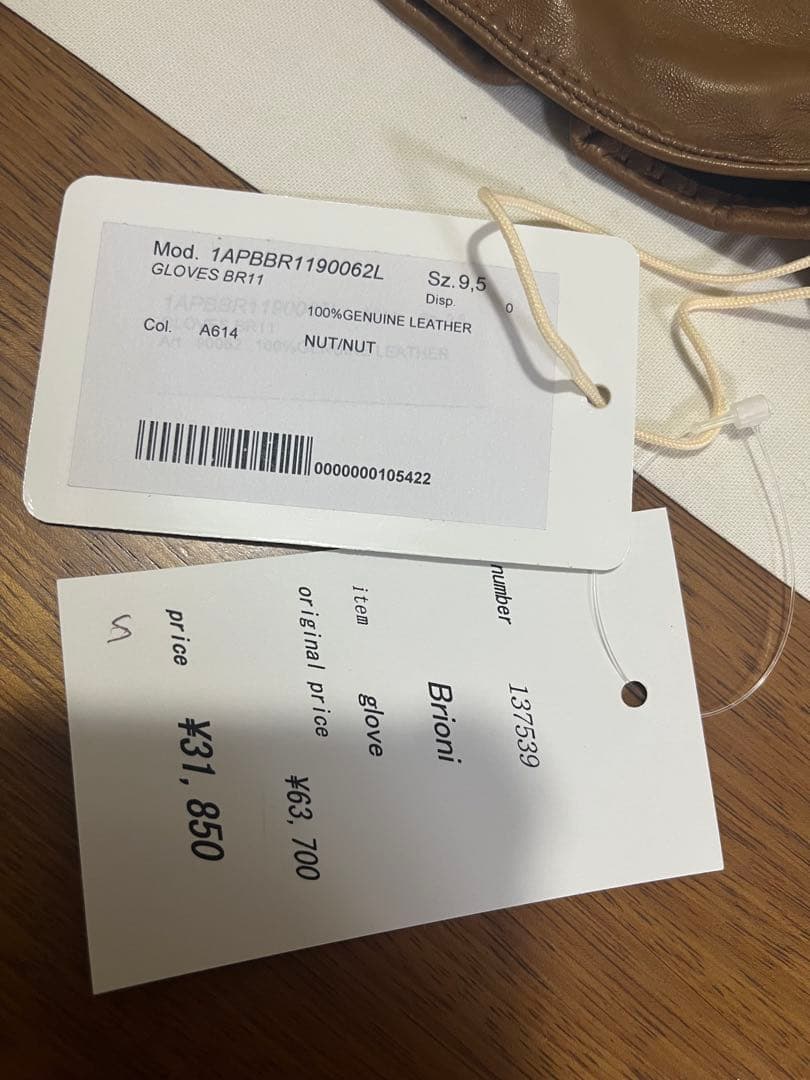 Mod. 1APBBR1190062L
GLOVES BR11
Sz.9,5
Disp. 0
100%GENUINE LEATHER
Col. A614
NUT/NUT
0000000105422
number 137539
Brioni
item glove
original price ¥63,700
price ¥31,850
S